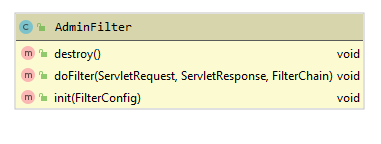 C AdminFilter
m destroy() void
m doFilter(ServletRequest, ServletResponse, FilterChain) void
m init(FilterConfig) void